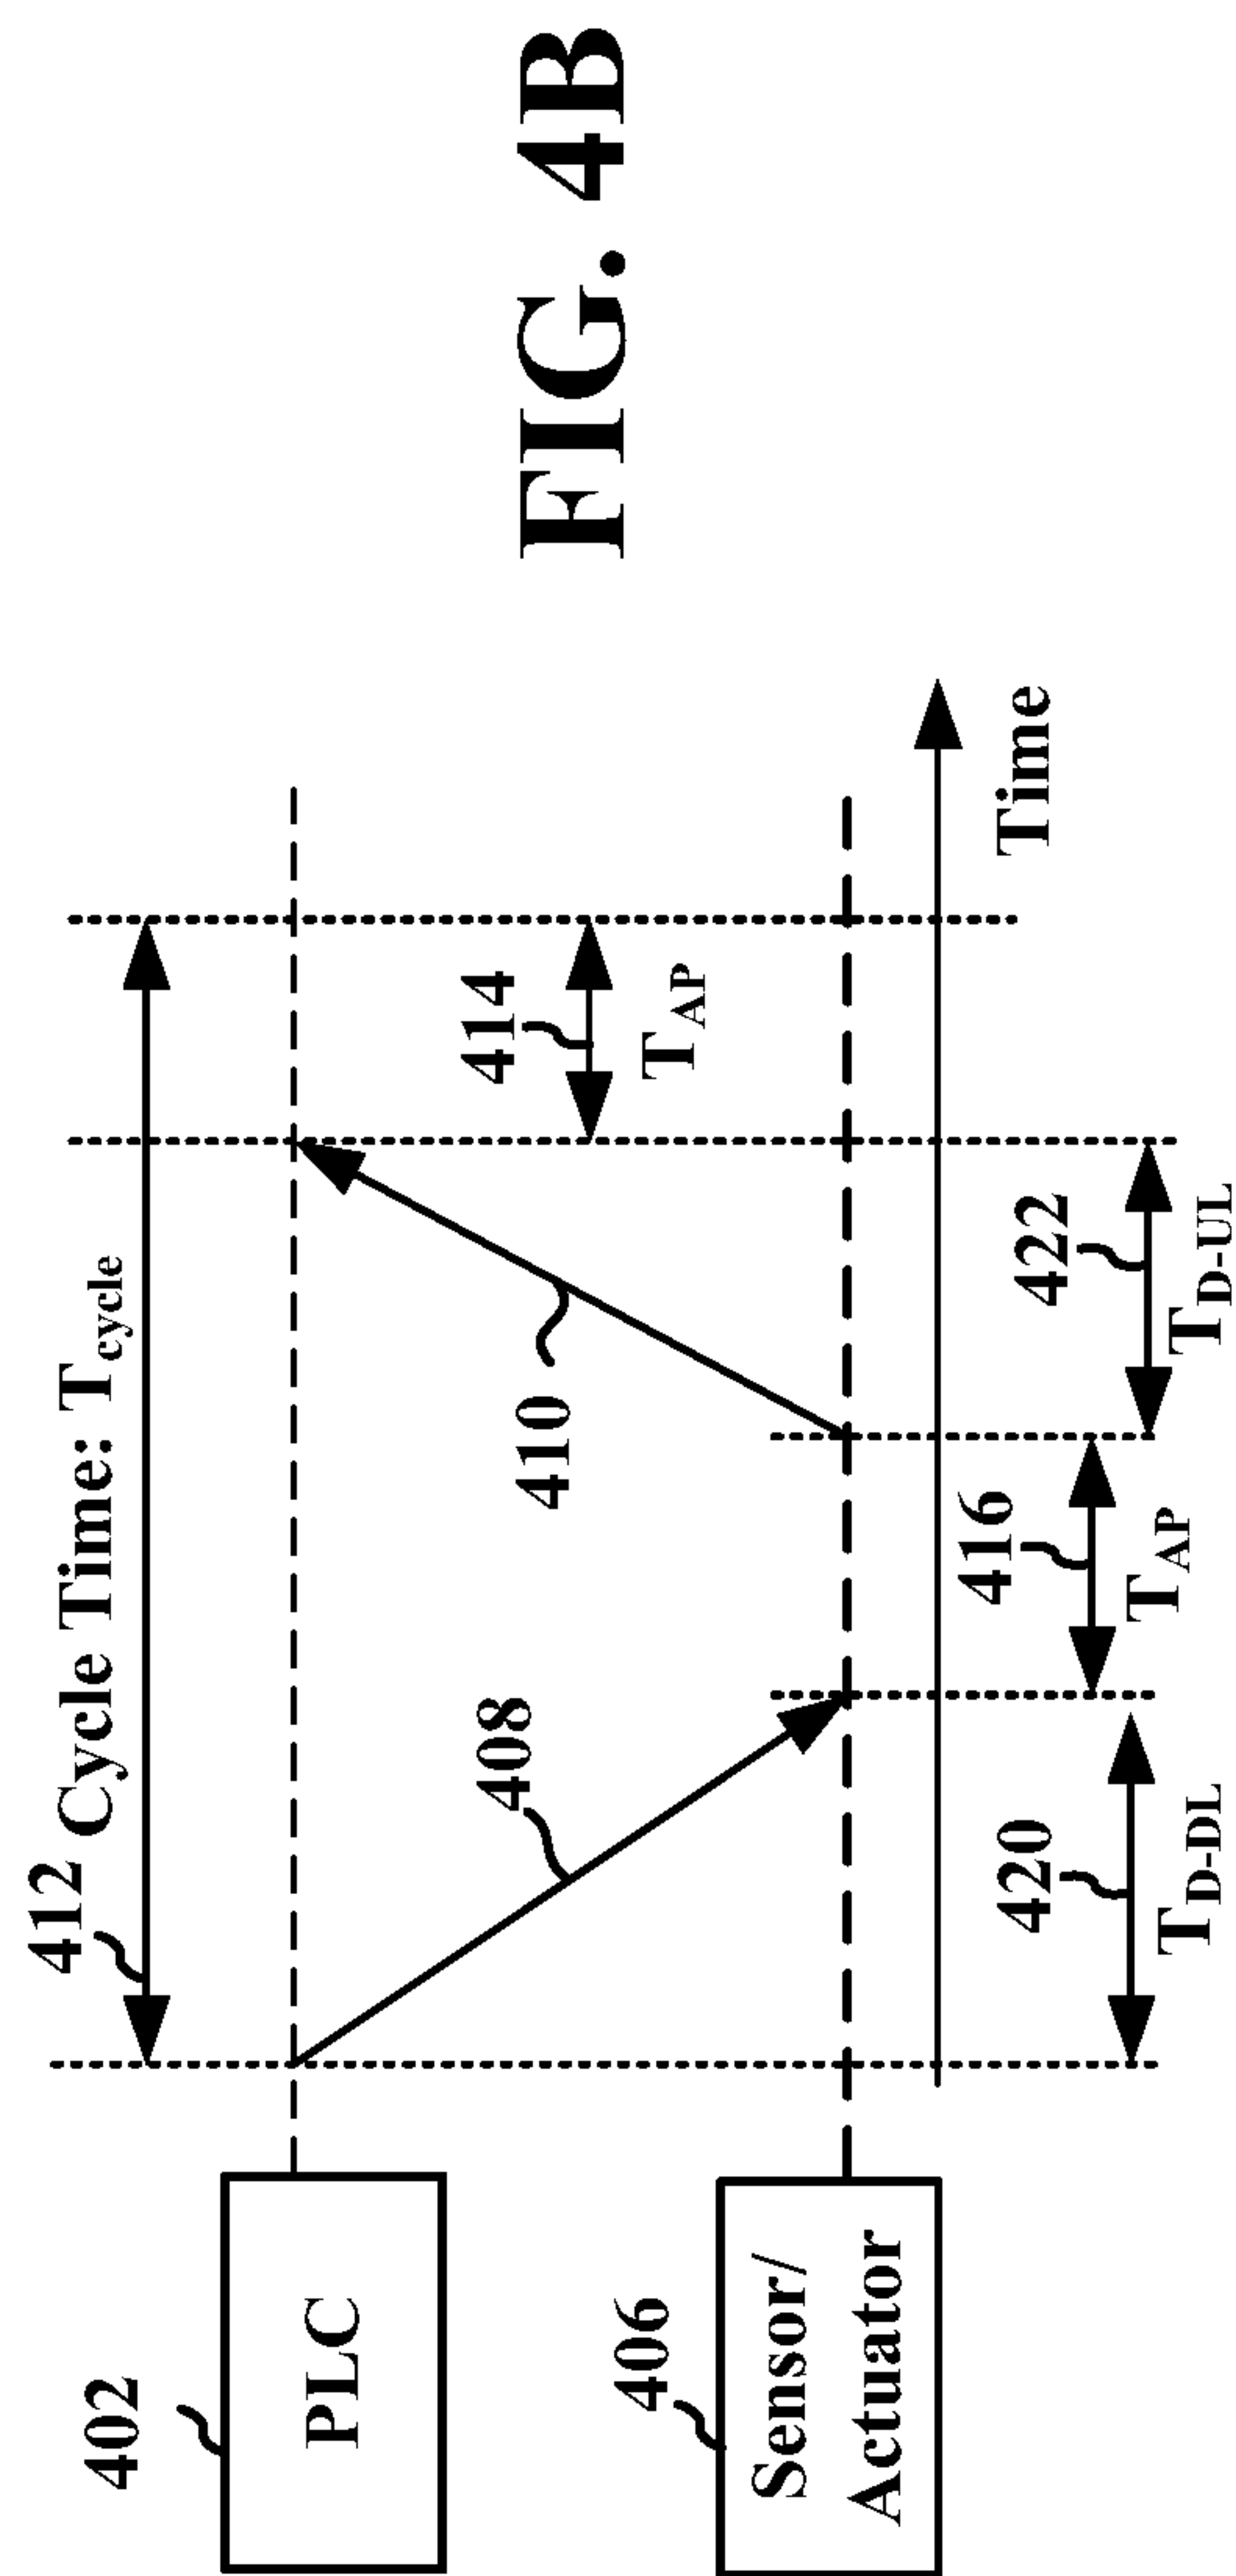 412
Cycle Time: Tcycle
402
PLC
408
410
414
TAP
406
Sensor/
Actuator
Time
420
TD-DL
416
TAP
422
TD-UL
FIG. 4B